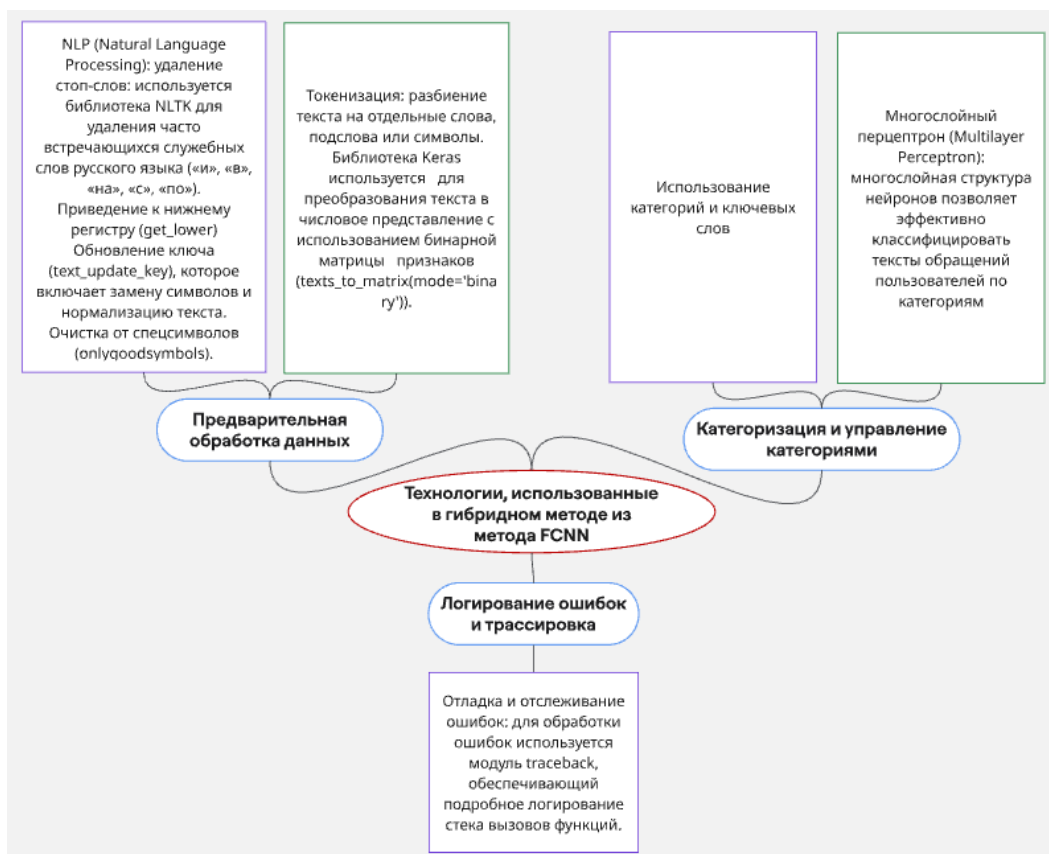 NLP (Natural Language
Processing): удаление
стоп-слов: используется
библиотека NLTK для
удаления часто
встречающихся служебных
слов русского языка («и», «в»,
«на», «с», «по»).
Приведение к нижнему
регистру (get_lower)
Обновление ключа
(text_update_key), которое
включает замену символов и
нормализацию текста.
Очистка от спецсимволов
(onlygoodsymbols).
Токенизация: разбиение
текста на отдельные слова,
подслова или символы.
Библиотека Keras
используется для
преобразования текста в
числовое представление с
использованием бинарной
матрицы признаков
(texts_to_matrix(mode='bina
ry')).
Использование
категорий и ключевых
слов
Многослойный
перцептрон (Multilayer
Perceptron):
многослойная структура
нейронов позволяет
эффективно
классифицировать
тексты обращений
пользователей по
категориям
Предварительная
обработка данных
Категоризация и управление
категориями
Технологии, использованные
в гибридном методе из
метода FCNN
Логирование ошибок
и трассировка
Отладка и отслеживание
ошибок: для обработки
ошибок используется
модуль traceback,
обеспечивающий
подробное логирование
стека вызовов функций.